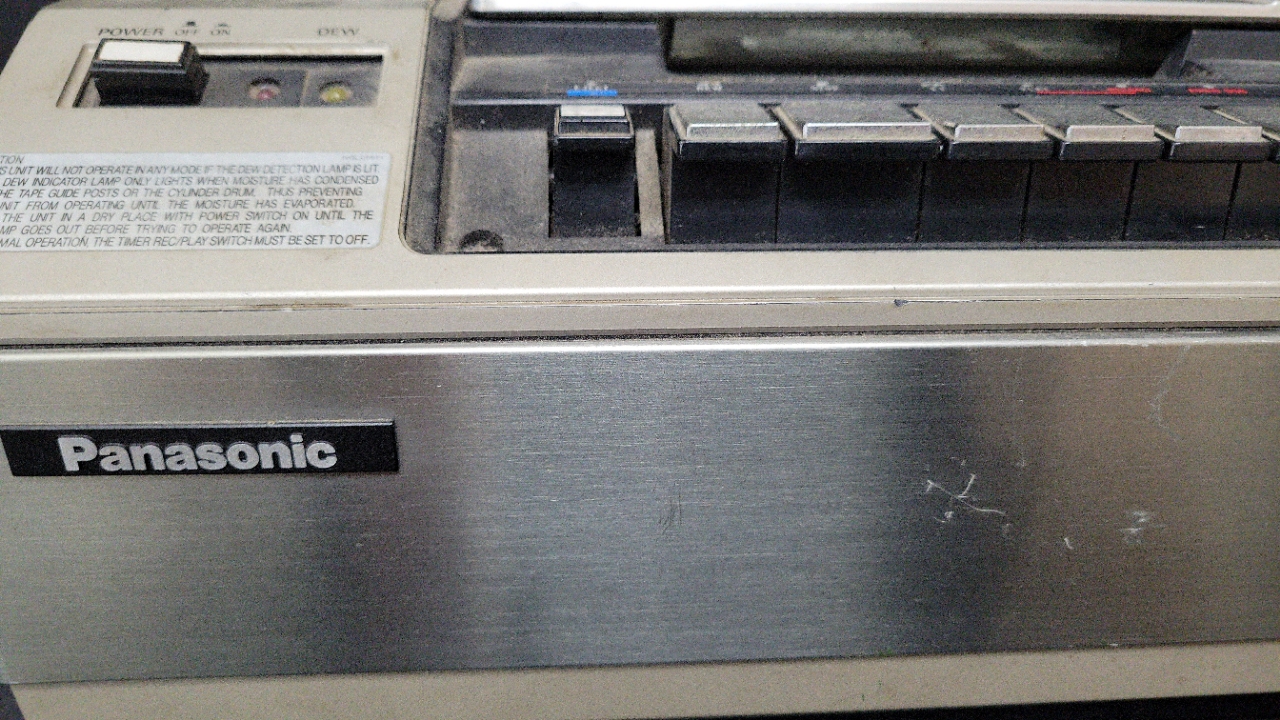 POWER OFF ON DEW
TION
S UNIT WILL NOT OPERATE IN ANY MODE IF THE DEW DETECTION LAMP IS LIT.
DEW INDICATOR LAMP ONLY LIGHTS WHEN MOISTURE HAS CONDENSED
HE TAPE GUIDE POSTS OR THE CYLINDER DRUM. THUS PREVENTING
NIT FROM OPERATING UNTIL THE MOISTURE HAS EVAPORATED.
THE UNIT IN A DRY PLACE WITH POWER SWITCH ON UNTIL THE
MP GOES OUT BEFORE TRYING TO OPERATE AGAIN.
MAL OPERATION, THE TIMER REC/PLAY SWITCH MUST BE SET TO OFF.
Panasonic